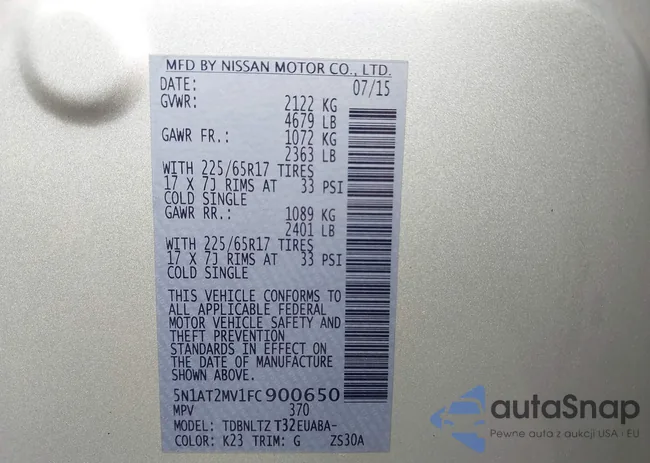 MFD BY NISSAN MOTOR CO., LTD.
DATE: 07/15
GVWR: 2122 KG
4679 LB
GAWR FR.: 1072 KG
2363 LB
WITH 225/65R17 TIRES
17 X 7J RIMS AT 33 PSI
COLD SINGLE
GAWR RR.: 1089 KG
2401 LB
WITH 225/65R17 TIRES
17 X 7J RIMS AT 33 PSI
COLD SINGLE
THIS VEHICLE CONFORMS TO
ALL APPLICABLE FEDERAL
MOTOR VEHICLE SAFETY AND
THEFT PREVENTION
STANDARDS IN EFFECT ON
THE DATE OF MANUFACTURE
SHOWN ABOVE.
5N1AT2MV1FC900650
MPV 370
MODEL: TDBNLTZ T32EUABA-
COLOR: K23 TRIM: G ZS30A
autoSnap
Pewne auta z aukcji USA i EU